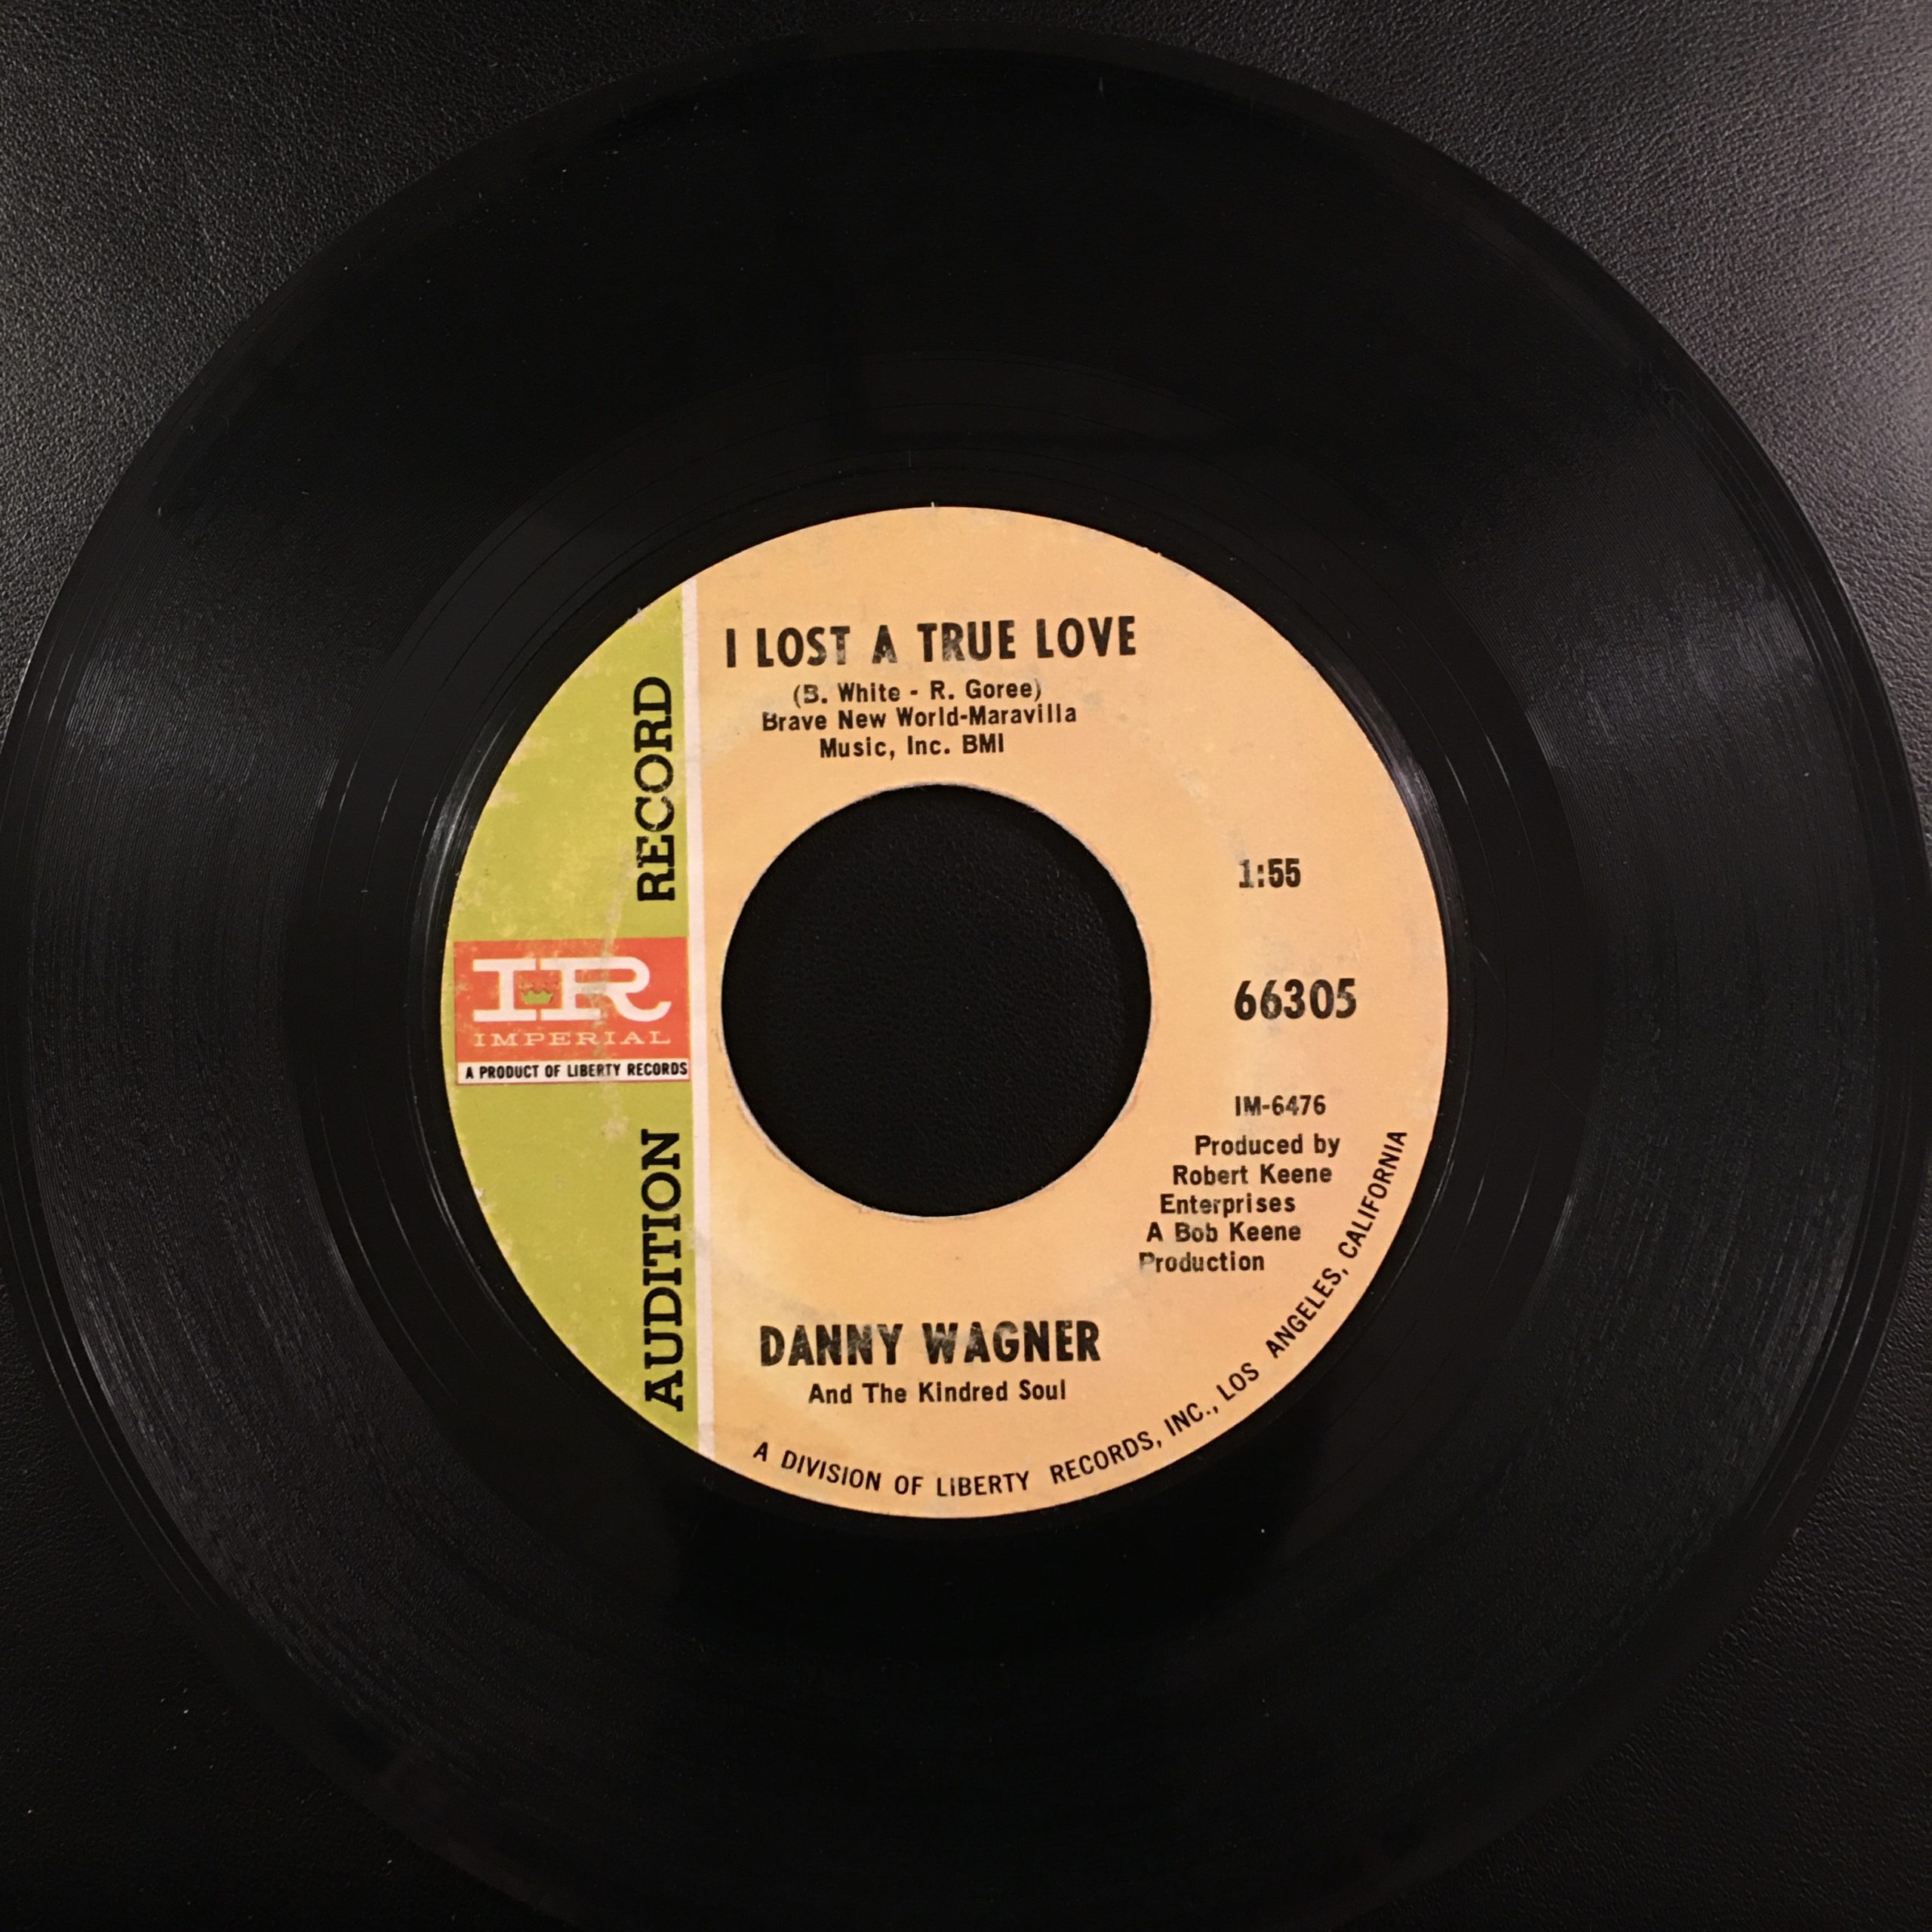 I LOST A TRUE LOVE
(B. White - R. Goree)
Brave New World-Maravilla
Music, Inc. BMI
AUDITION RECORD
IR
IMPERIAL
A PRODUCT OF LIBERTY RECORDS
1:55
66305
IM-6476
Produced by
Robert Keene
Enterprises
A Bob Keene
Production
DANNY WAGNER
And The Kindred Soul
A DIVISION OF LIBERTY RECORDS, INC., LOS ANGELES, CALIFORNIA